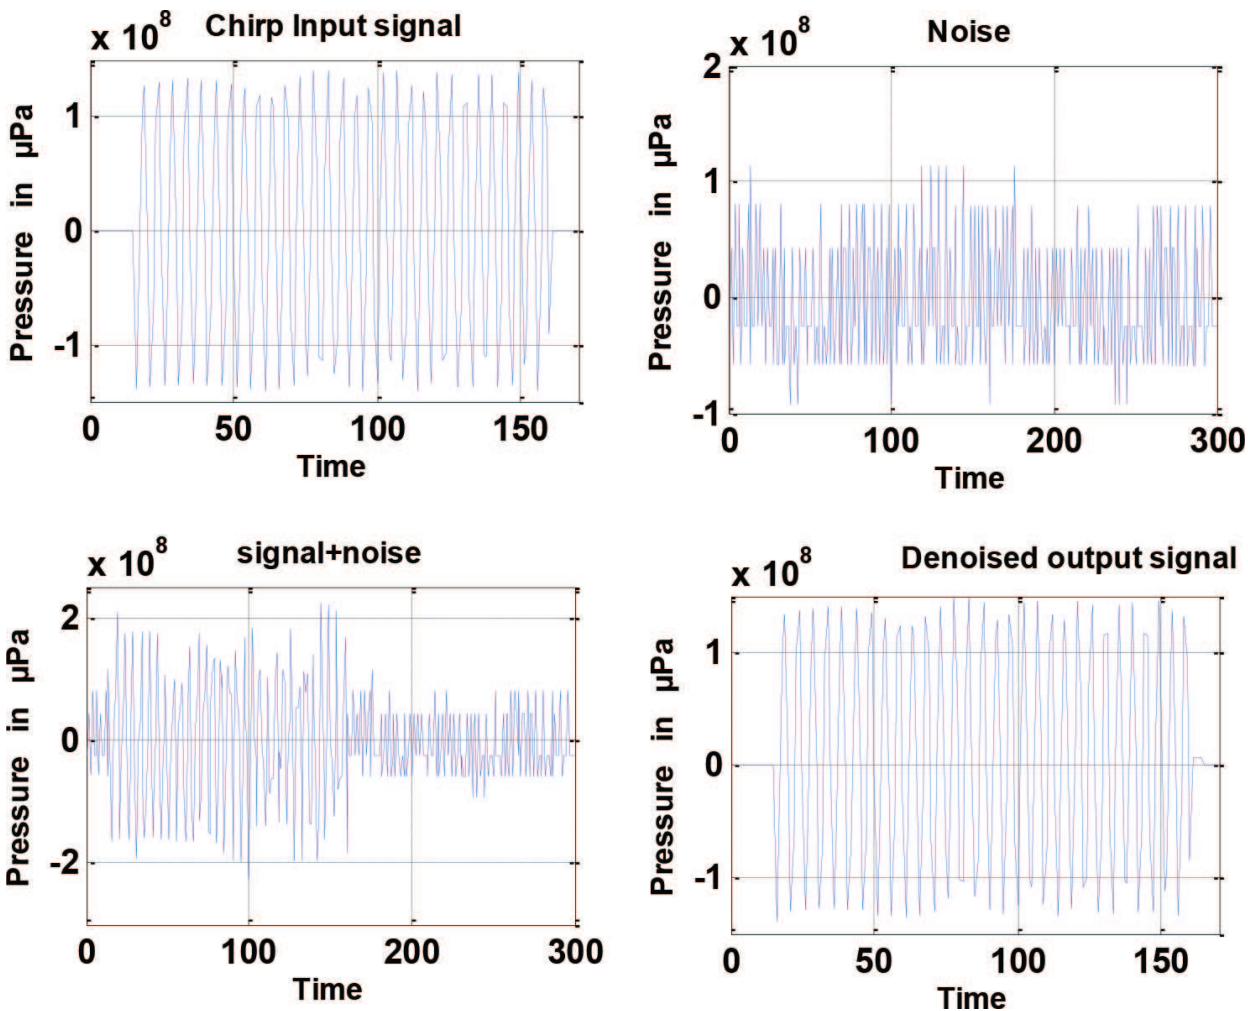 Chirp Input signal
x 10^8
1
0
-1
Pressure in µPa
0 50 100 150
Time
Noise
x 10^8
2
1
0
-1
Pressure in µPa
0 100 200 300
Time
signal+noise
x 10^8
2
0
-2
Pressure in µPa
0 100 200 300
Time
Denoised output signal
x 10^8
1
0
-1
Pressure in µPa
0 50 100 150
Time